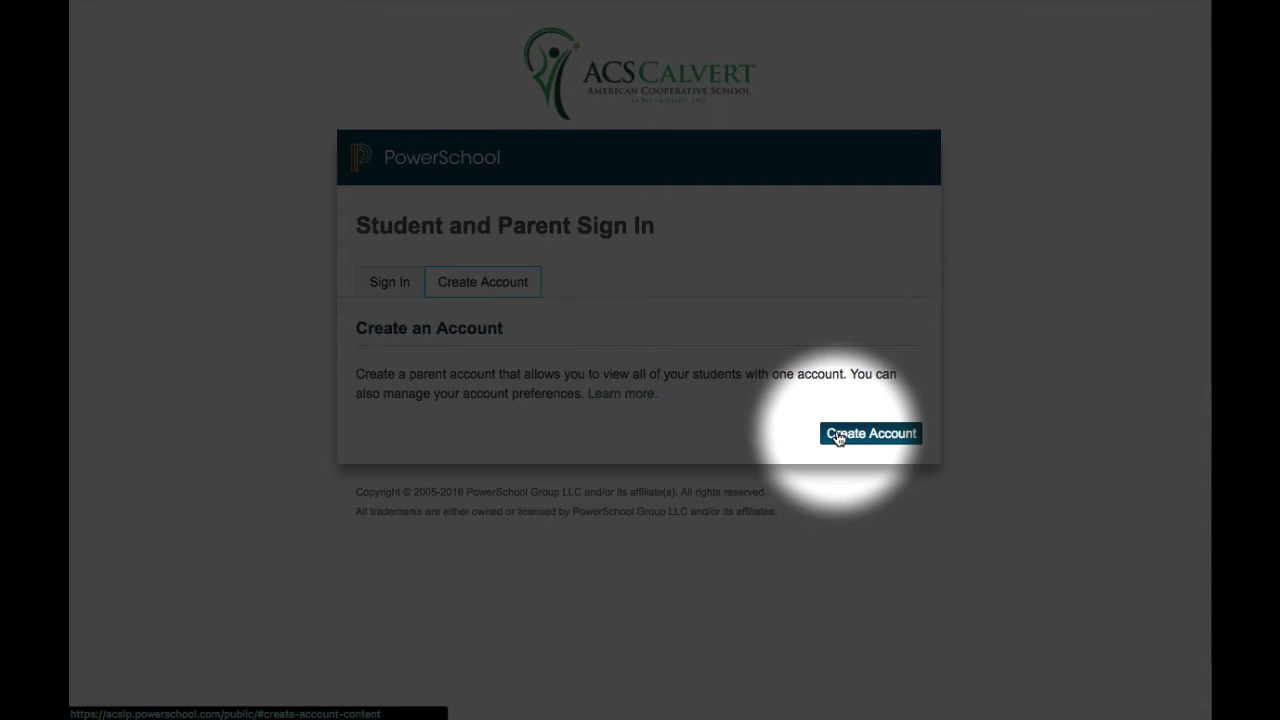 ACS CALVERT
AMERICAN COOPERATIVE SCHOOL
PowerSchool
Student and Parent Sign In
Sign In
Create Account
Create an Account
Create a parent account that allows you to view all of your students with one account. You can
also manage your account preferences. Learn more.
Create Account
Copyright © 2005-2016 PowerSchool Group LLC and/or its affiliate(s). All rights reserved.
All trademarks are either owned or licensed by PowerSchool Group LLC and/or its affiliates.
https://acslp.powerschool.com/public/#create-account-content